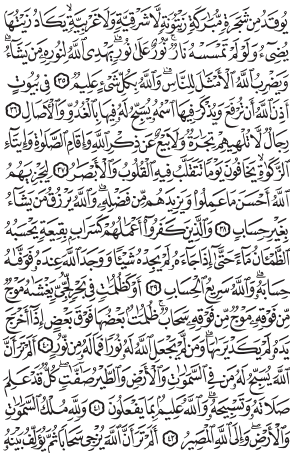 يُوقَدُ مِن شَجَرَةٍ مُّبَٰرَكَةٍ زَيْتُونَةٍ لَّا شَرْقِيَّةٍ وَلَا غَرْبِيَّةٍ يَكَادُ زَيْتُهَا
يُضِىٓءُ وَلَوْ لَمْ تَمْسَسْهُ نَارٌ ۚ نُّورٌ عَلَىٰ نُورٍ ۗ يَهْدِى ٱللَّهُ لِنُورِهِۦ مَن يَشَآءُ ۚ
وَيَضْرِبُ ٱللَّهُ ٱلْأَمْثَٰلَ لِلنَّاسِ ۗ وَٱللَّهُ بِكُلِّ شَىْءٍ عَلِيمٌ ٣٥ فِى بُيُوتٍ
أَذِنَ ٱللَّهُ أَن تُرْفَعَ وَيُذْكَرَ فِيهَا ٱسْمُهُۥ يُسَبِّحُ لَهُۥ فِيهَا بِٱلْغُدُوِّ وَٱلْءَاصَالِ ٣٦
رِجَالٌ لَّا تُلْهِيهِمْ تِجَٰرَةٌ وَلَا بَيْعٌ عَن ذِكْرِ ٱللَّهِ وَإِقَامِ ٱلصَّلَوٰةِ وَإِيتَآءِ
ٱلزَّكَوٰةِ ۙ يَخَافُونَ يَوْمًا تَتَقَلَّبُ فِيهِ ٱلْقُلُوبُ وَٱلْأَبْصَٰرُ ٣٧ لِيَجْزِيَهُمُ
ٱللَّهُ أَحْسَنَ مَا عَمِلُوا۟ وَيَزِيدَهُم مِّن فَضْلِهِۦ ۗ وَٱللَّهُ يَرْزُقُ مَن يَشَآءُ
بِغَيْرِ حِسَابٍ ٣٨ وَٱلَّذِينَ كَفَرُوٓا۟ أَعْمَٰلُهُمْ كَسَرَابٍۭ بِقِيعَةٍ يَحْسَبُهُ
ٱلظَّمْـَٔانُ مَآءً حَتَّىٰٓ إِذَا جَآءَهُۥ لَمْ يَجِدْهُ شَيْـًٔا وَوَجَدَ ٱللَّهَ عِندَهُۥ فَوَفَّىٰهُ
حِسَابَهُۥ ۗ وَٱللَّهُ سَرِيعُ ٱلْحِسَابِ ٣٩ أَوْ كَظُلُمَٰتٍ فِى بَحْرٍ لُّجِّىٍّ يَغْشَىٰهُ مَوْجٌ
مِّن فَوْقِهِۦ مَوْجٌ مِّن فَوْقِهِۦ سَحَابٌ ۚ ظُلُمَٰتٌۢ بَعْضُهَا فَوْقَ بَعْضٍ إِذَآ أَخْرَجَ
يَدَهُۥ لَمْ يَكَدْ يَرَىٰهَا ۗ وَمَن لَّمْ يَجْعَلِ ٱللَّهُ لَهُۥ نُورًا فَمَا لَهُۥ مِن نُّورٍ ٤٠ أَلَمْ تَرَ أَنَّ
ٱللَّهَ يُسَبِّحُ لَهُۥ مَن فِى ٱلسَّمَٰوَٰتِ وَٱلْأَرْضِ وَٱلطَّيْرُ صَٰٓفَّٰتٍ ۖ كُلٌّ قَدْ عَلِمَ
صَلَاتَهُۥ وَتَسْبِيحَهُۥ ۗ وَٱللَّهُ عَلِيمٌۢ بِمَا يَفْعَلُونَ ٤١ وَلِلَّهِ مُلْكُ ٱلسَّمَٰوَٰتِ
وَٱلْأَرْضِ ۖ وَإِلَى ٱللَّهِ ٱلْمَصِيرُ ٤٢ أَلَمْ تَرَ أَنَّ ٱللَّهَ يُزْجِى سَحَابًا ثُمَّ يُؤَلِّفُ بَيْنَهُۥ